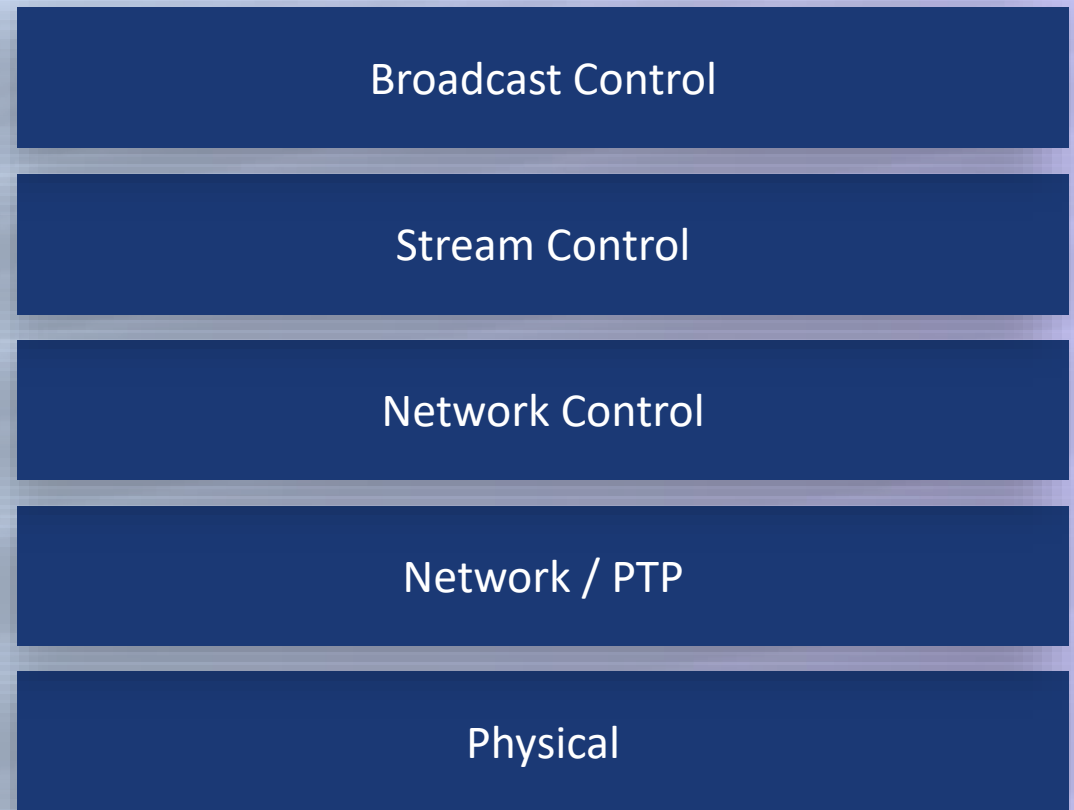 Broadcast Control
Stream Control
Network Control
Network / PTP
Physical